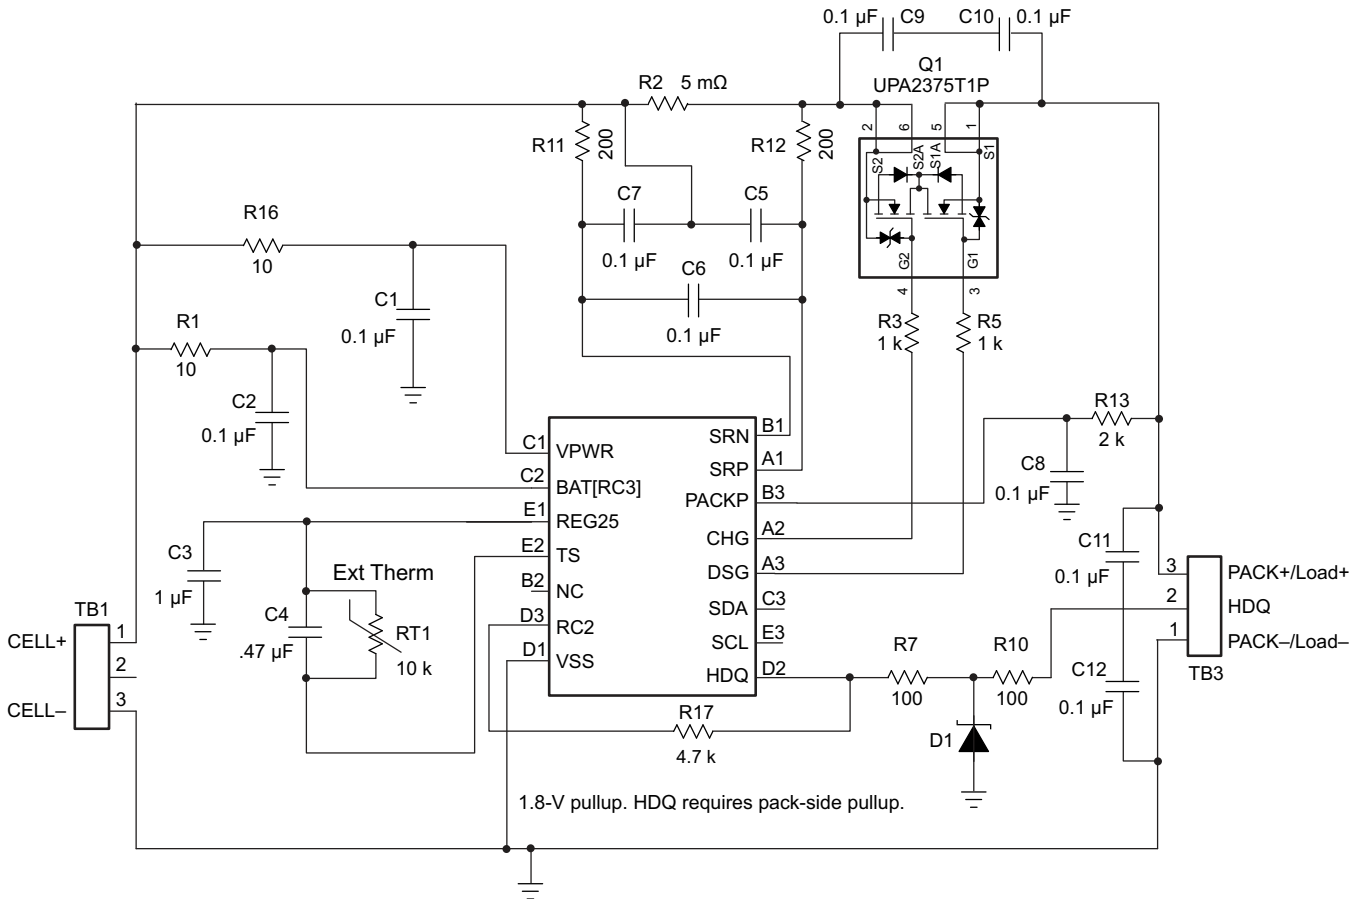 0.1 µF C9 C10 0.1 µF
Q1
UPA2375T1P
R2 5 mΩ
2 6 5 1
R11 200 R12 200
S2 S2A S1A S1
C7 C5
R16
10
0.1 µF 0.1 µF
C6
G2 G1
C1
0.1 µF
4 3
R1
10
0.1 µF
R3
1 k
R5
1 k
C2
0.1 µF
R13
2 k
C1 VPWR
C2 BAT[RC3]
E1 REG25
E2 TS
B2 NC
D3 RC2
D1 VSS
SRN B1
SRP A1
PACKP B3
CHG A2
DSG A3
SDA C3
SCL E3
HDQ D2
C8
0.1 µF
C3
1 µF
Ext Therm
C4
.47 µF
RT1
10 k
C11
0.1 µF
3 PACK+/Load+
2 HDQ
1 PACK–/Load–
TB3
TB1
CELL+ 1
2
CELL– 3
R7
100
R10
100
C12
0.1 µF
R17
4.7 k
D1
1.8-V pullup. HDQ requires pack-side pullup.